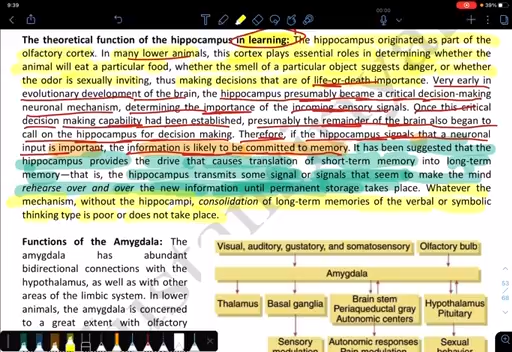 9:39
00:00
The theoretical function of the hippocampus in learning: The hippocampus originated as part of the
olfactory cortex. In many lower animals, this cortex plays essential roles in determining whether the
animal will eat a particular food, whether the smell of a particular object suggests danger, or whether
the odor is sexually inviting, thus making decisions that are of life-or-death importance. Very early in
evolutionary development of the brain, the hippocampus presumably became a critical decision-making
neuronal mechanism, determining the importance of the incoming sensory signals. Once this critical
decision making capability had been established, presumably the remainder of the brain also began to
call on the hippocampus for decision making. Therefore, if the hippocampus signals that a neuronal
input is important, the information is likely to be committed to memory. It has been suggested that the
hippocampus provides the drive that causes translation of short-term memory into long-term
memory—that is, the hippocampus transmits some signal or signals that seem to make the mind
rehearse over and over the new information until permanent storage takes place. Whatever the
mechanism, without the hippocampi, consolidation of long-term memories of the verbal or symbolic
thinking type is poor or does not take place.
Functions of the Amygdala: The
amygdala has abundant
bidirectional connections with the
hypothalamus, as well as with other
areas of the limbic system. In lower
animals, the amygdala is concerned
to a great extent with olfactory
Visual, auditory, gustatory, and somatosensory
Olfactory bulb
Amygdala
Thalamus
Basal ganglia
Brain stem
Periaqueductal gray
Autonomic centers
Hypothalamus
Pituitary
Sensory
modulation
Autonomic responses
Pain modulation
Sexual
behavior
53
68